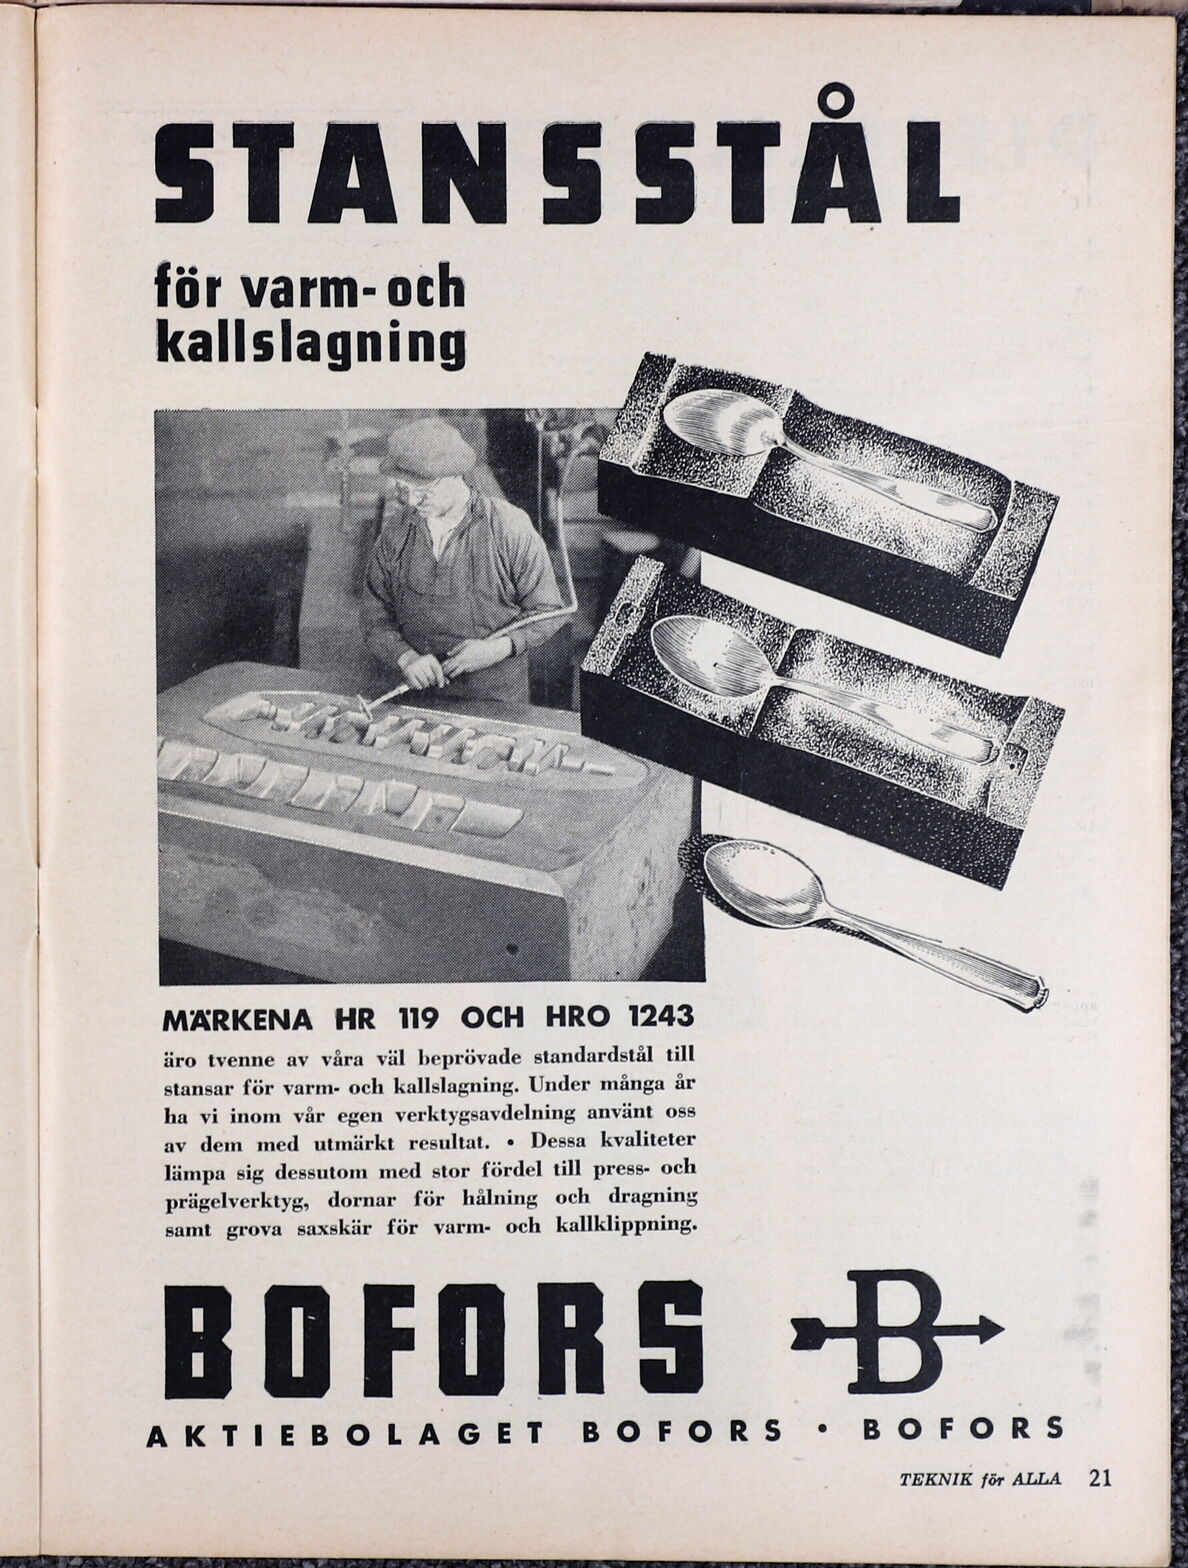 STANSSTÅL
för varm- och
kallslagning
MÄRKENA HR 119 OCH HRO 1243
äro tvenne av våra väl beprövade standardstål till
stansar för varm- och kallslagning. Under många år
ha vi inom vår egen verktygsavdelning använt oss
av dem med utmärkt resultat. • Dessa kvaliteter
lämpa sig dessutom med stor fördel till press- och
prägelverktyg, dornar för hålning och dragning
samt grova saxskär för varm- och kallklippning.
BOFORS B
AKTIEBOLAGET BOFORS • BOFORS
TEKNIK för ALLA 21